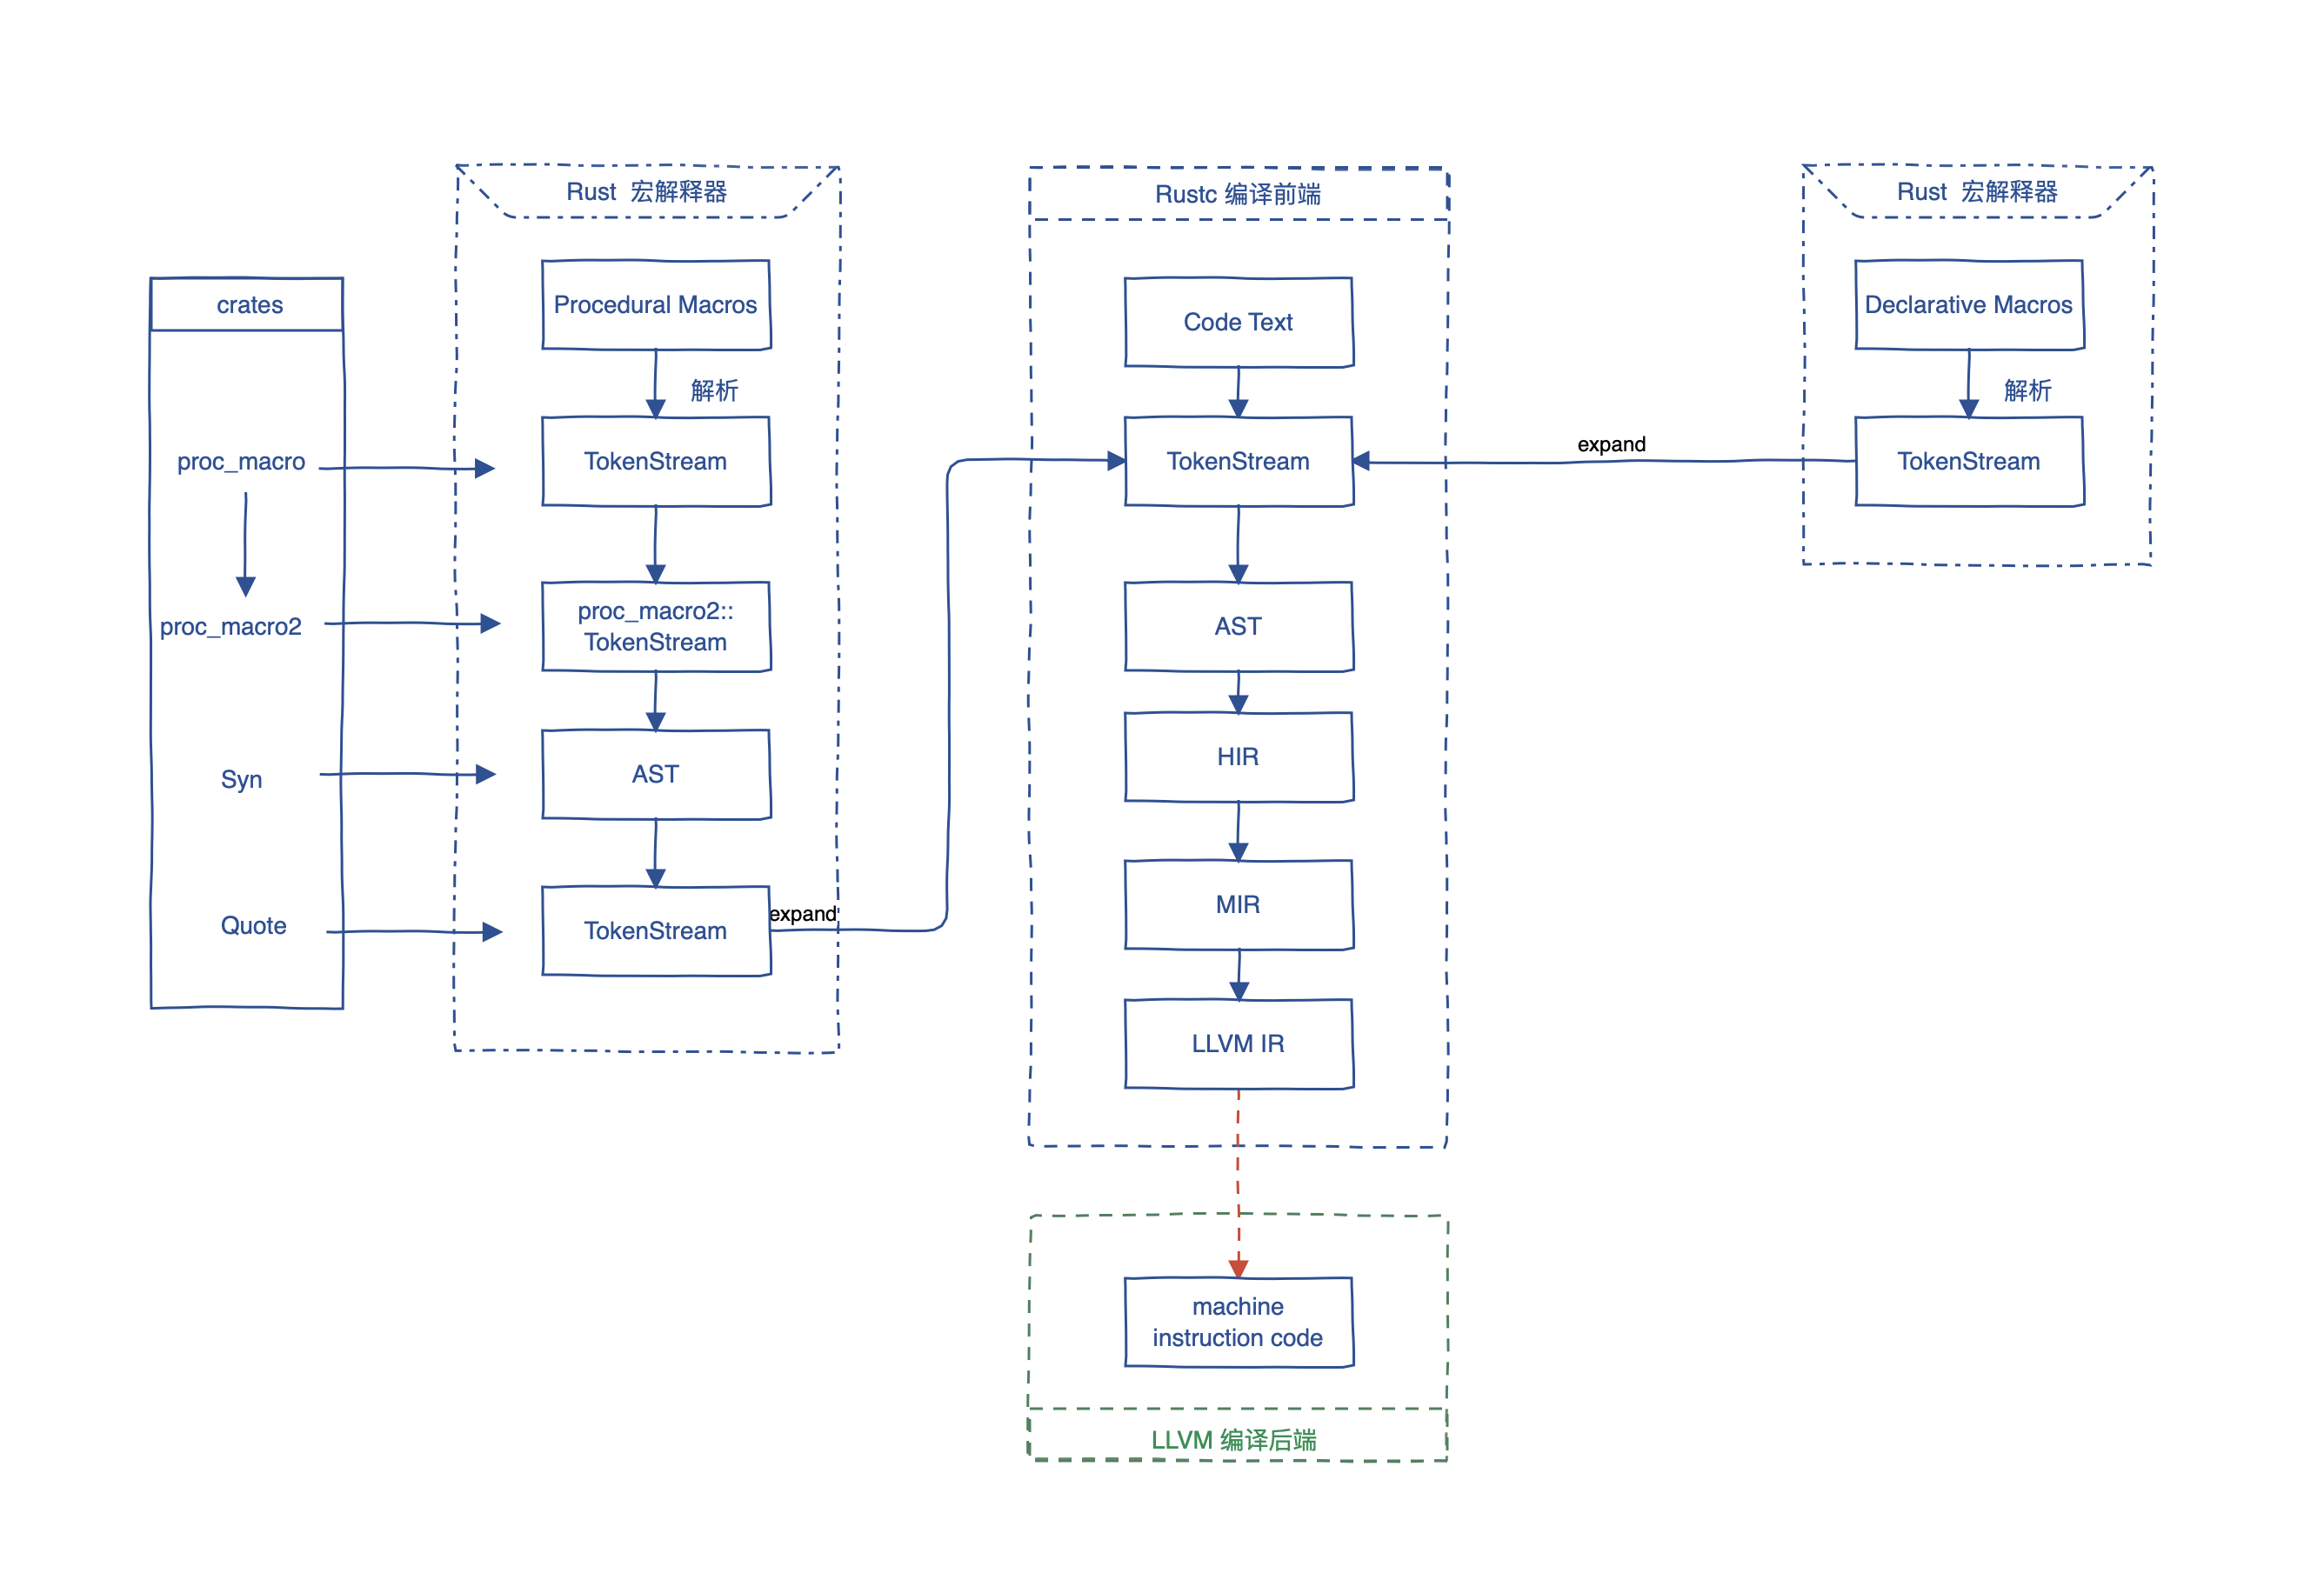 crates
proc_macro
proc_macro2
Syn
Quote
Rust 宏解释器
Procedural Macros
解析
TokenStream
proc_macro2::
TokenStream
AST
TokenStream
expand
Rustc 编译前端
Code Text
TokenStream
AST
HIR
MIR
LLVM IR
machine
instruction code
LLVM 编译后端
expand
Rust 宏解释器
Declarative Macros
解析
TokenStream